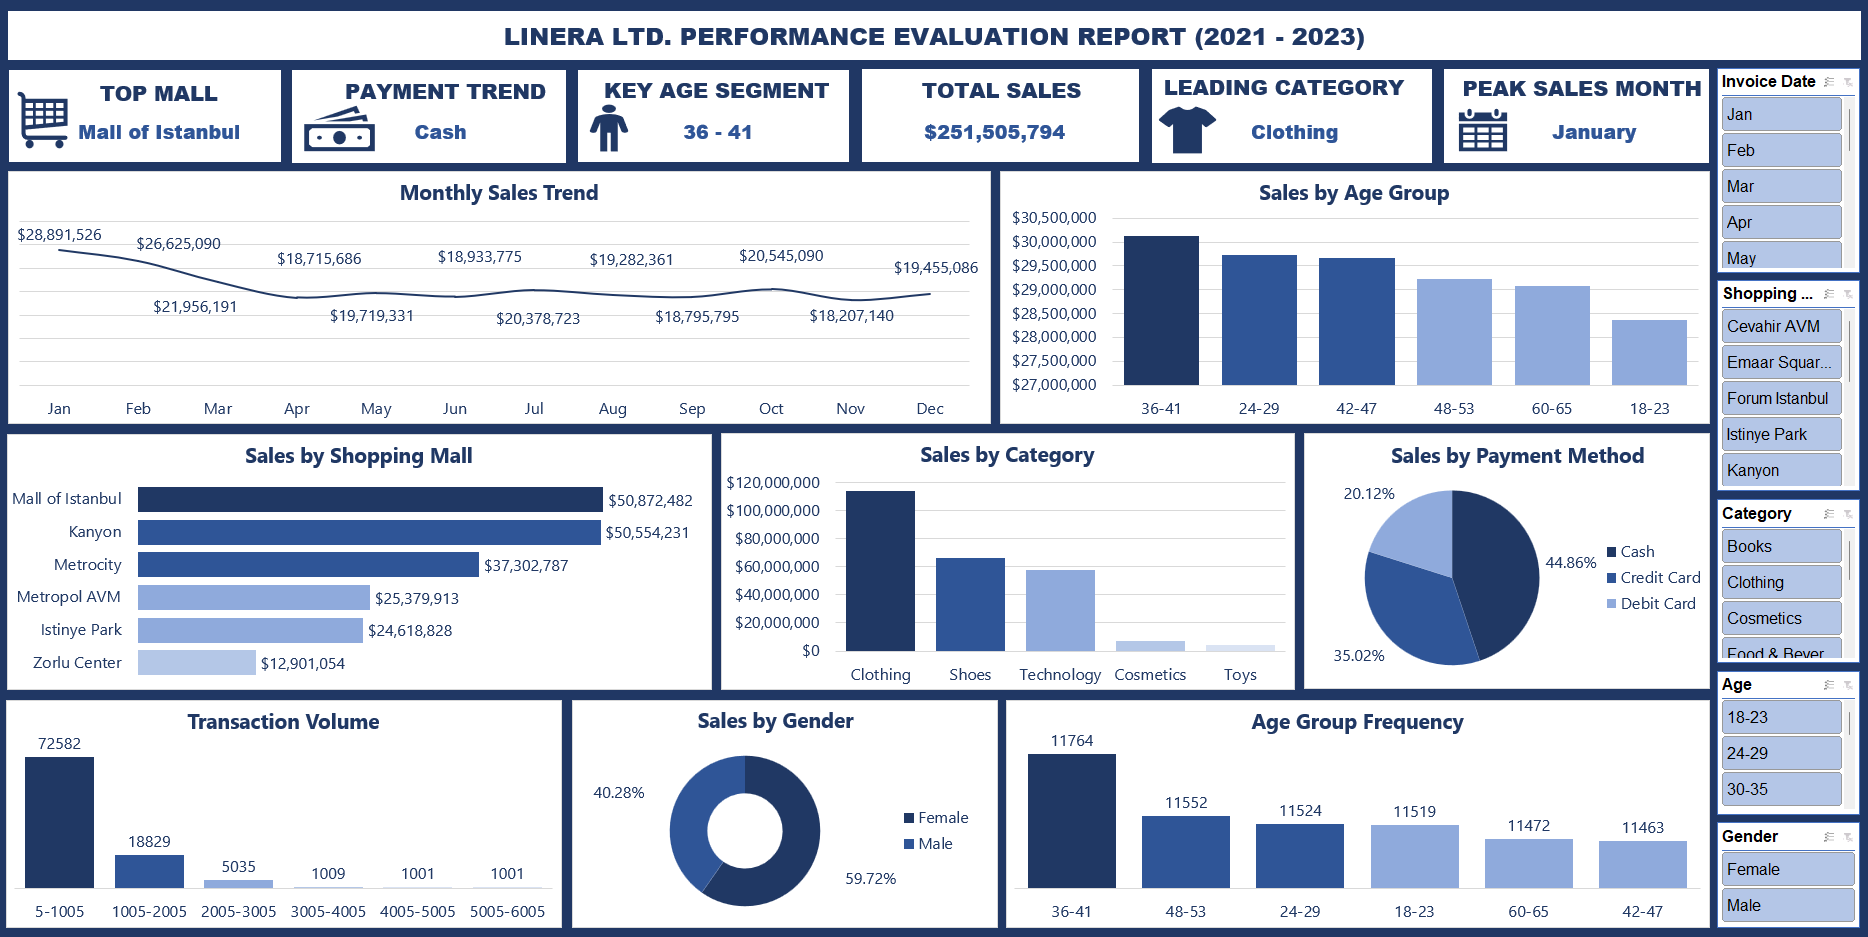 LINERA LTD. PERFORMANCE EVALUATION REPORT (2021 - 2023)
TOP MALL
Mall of Istanbul
PAYMENT TREND
Cash
KEY AGE SEGMENT
36 - 41
TOTAL SALES
$251,505,794
LEADING CATEGORY
Clothing
PEAK SALES MONTH
January
Monthly Sales Trend
$28,891,526
$26,625,090
$21,956,191
$18,715,686
$19,719,331
$18,933,775
$20,378,723
$19,282,361
$18,795,795
$20,545,090
$18,207,140
$19,455,086
Jan Feb Mar Apr May Jun Jul Aug Sep Oct Nov Dec
Sales by Age Group
$30,500,000
$30,000,000
$29,500,000
$29,000,000
$28,500,000
$28,000,000
$27,500,000
$27,000,000
36-41 24-29 42-47 48-53 60-65 18-23
Sales by Shopping Mall
Mall of Istanbul $50,872,482
Kanyon $50,554,231
Metrocity $37,302,787
Metropol AVM $25,379,913
Istinye Park $24,618,828
Zorlu Center $12,901,054
Sales by Category
$120,000,000
$100,000,000
$80,000,000
$60,000,000
$40,000,000
$20,000,000
$0
Clothing Shoes Technology Cosmetics Toys
Sales by Payment Method
20.12%
44.86%
35.02%
Cash
Credit Card
Debit Card
Transaction Volume
72582
18829
5035
1009
1001
1001
5-1005 1005-2005 2005-3005 3005-4005 4005-5005 5005-6005
Sales by Gender
40.28%
59.72%
Female
Male
Age Group Frequency
11764
11552
11524
11519
11472
11463
36-41 48-53 24-29 18-23 60-65 42-47
Invoice Date
Jan
Feb
Mar
Apr
May
Shopping ...
Cevahir AVM
Emaar Squar...
Forum Istanbul
Istinye Park
Kanyon
Category
Books
Clothing
Cosmetics
Food & Bever
Age
18-23
24-29
30-35
Gender
Female
Male